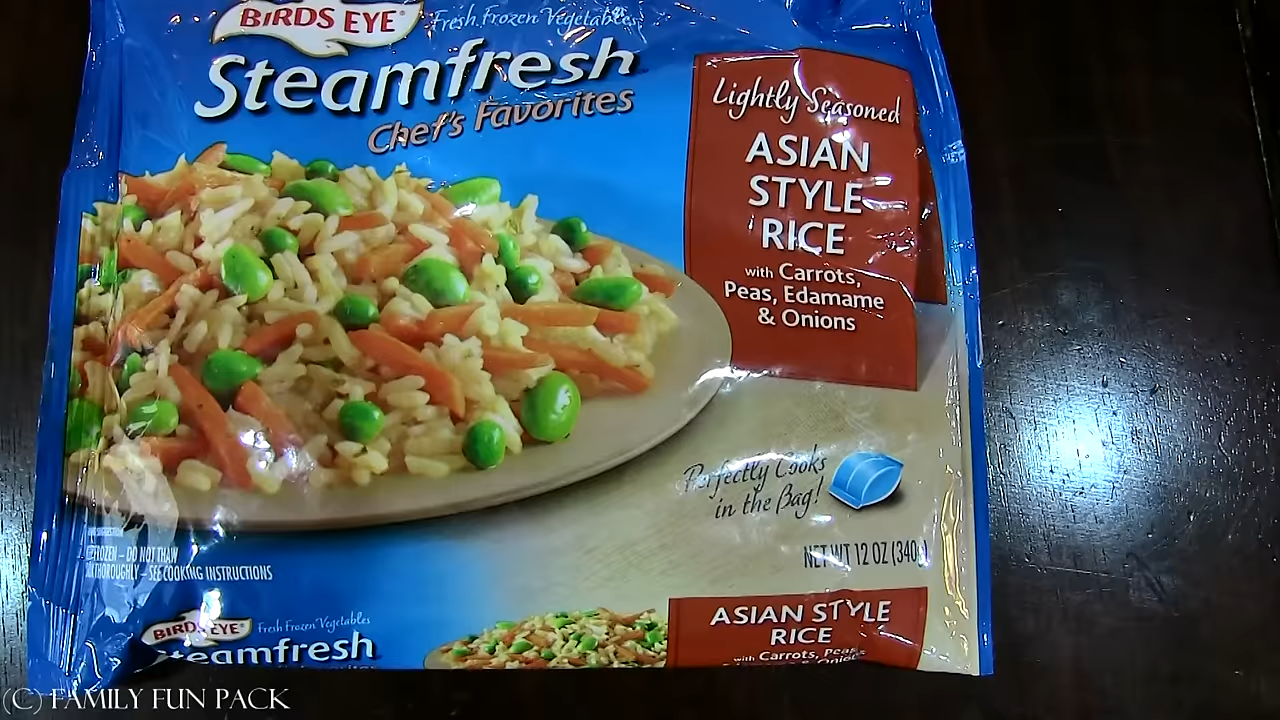 BIRDS EYE
Fresh Frozen Vegetables
Steamfresh
Chef's Favorites
Lightly Seasoned
ASIAN
STYLE
RICE
with Carrots,
Peas, Edamame
& Onions
Perfectly Cooks
in the Bag!
NET WT 12 OZ (340g)
FROZEN – DO NOT THAW
THOROUGHLY – SEE COOKING INSTRUCTIONS
BIRDS EYE
Fresh Frozen Vegetables
Steamfresh
ASIAN STYLE
RICE
with Carrots, Peas,
(C) FAMILY FUN PACK